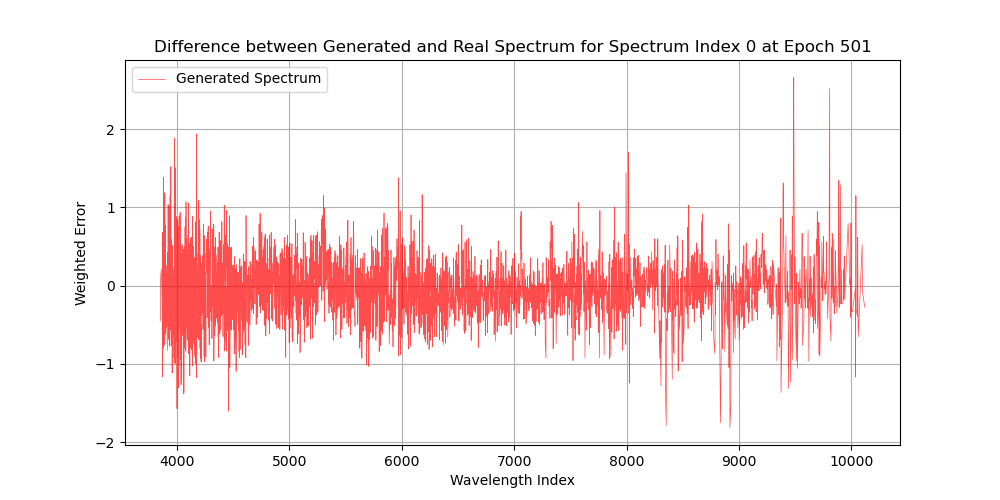 Difference between Generated and Real Spectrum for Spectrum Index 0 at Epoch 501
Generated Spectrum
Weighted Error
2
1
0
−1
−2
4000 5000 6000 7000 8000 9000 10000
Wavelength Index